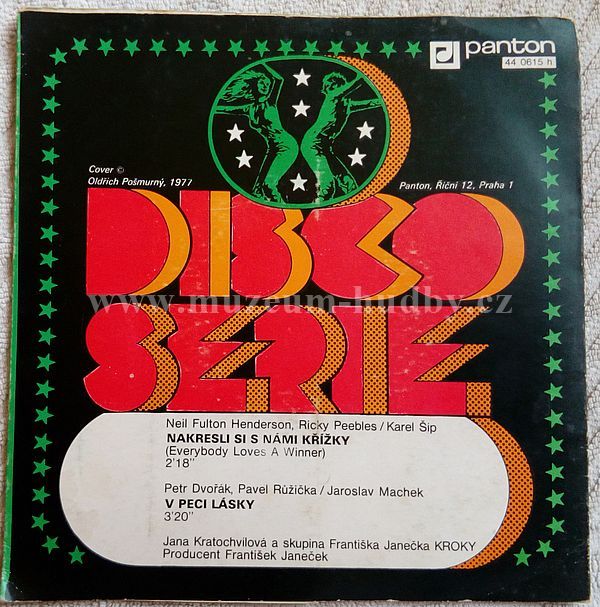 panton
44 0615 h
Cover ©
Oldřich Pošmurný, 1977
Panton, Říční 12, Praha 1
DISCO
SERIE
www.muzeum-hudby.cz
Neil Fulton Henderson, Ricky Peebles / Karel Šíp
NAKRESLI SI S NÁMI KŘÍŽKY
(Everybody Loves A Winner)
2'18''
Petr Dvořák, Pavel Růžička / Jaroslav Machek
V PECI LÁSKY
3'20''
Jana Kratochvilová a skupina Františka Janečka KROKY
Producent František Janeček